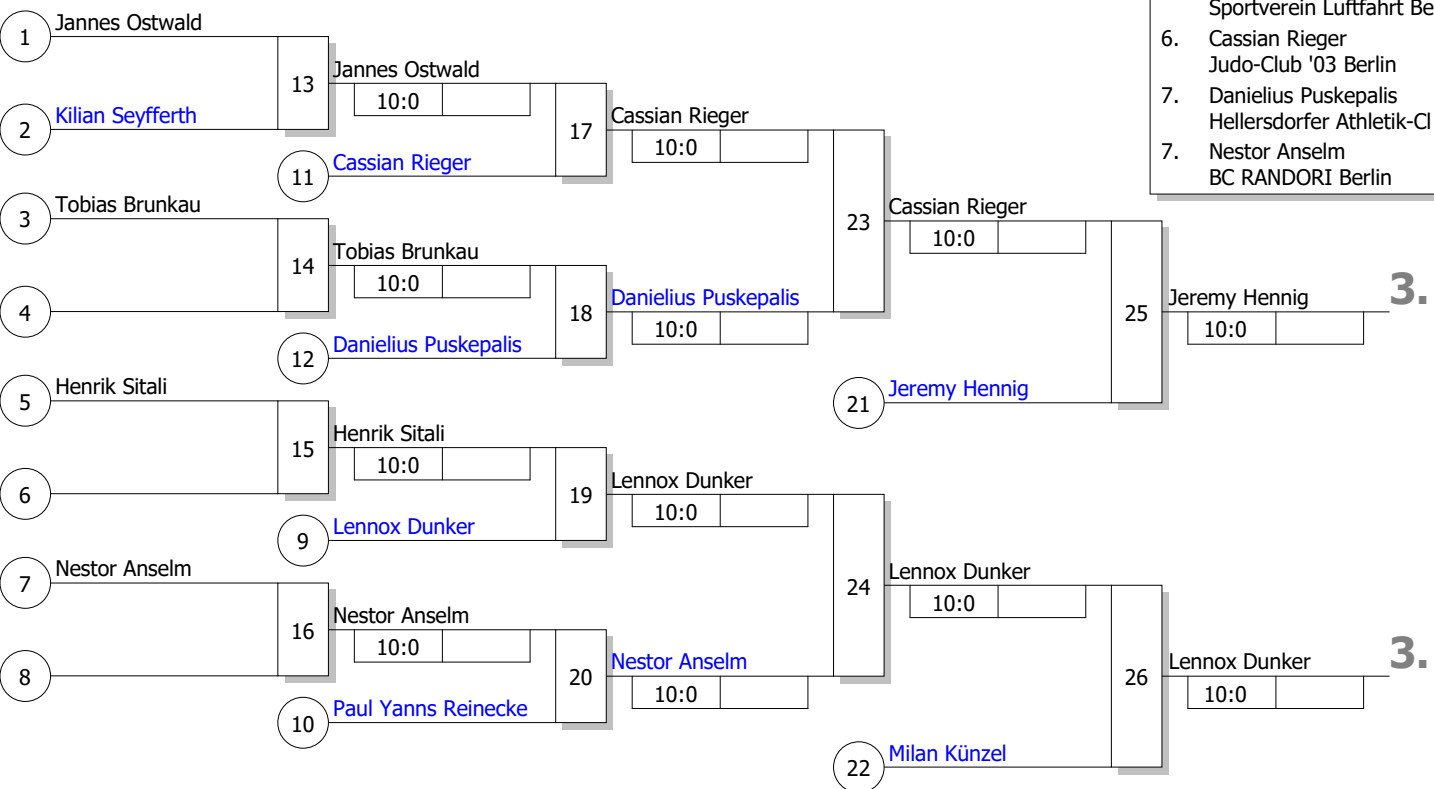 Sportverein Luftfahrt Be
6. Cassian Rieger
Judo-Club '03 Berlin
7. Danielius Puskepalis
Hellersdorfer Athletik-Cl
7. Nestor Anselm
BC RANDORI Berlin
1 Jannes Ostwald
13
Jannes Ostwald
10:0
2 Kilian Seyfferth
17
Cassian Rieger
10:0
11 Cassian Rieger
3 Tobias Brunkau
23
Cassian Rieger
10:0
14
Tobias Brunkau
10:0
4
18
Danielius Puskepalis
10:0
12 Danielius Puskepalis
25
Jeremy Hennig
10:0
3.
5 Henrik Sitali
21 Jeremy Hennig
15
Henrik Sitali
10:0
6
19
Lennox Dunker
10:0
9 Lennox Dunker
7 Nestor Anselm
24
Lennox Dunker
10:0
16
Nestor Anselm
10:0
8
20
Nestor Anselm
10:0
10 Paul Yanns Reinecke
26
Lennox Dunker
10:0
3.
22 Milan Künzel